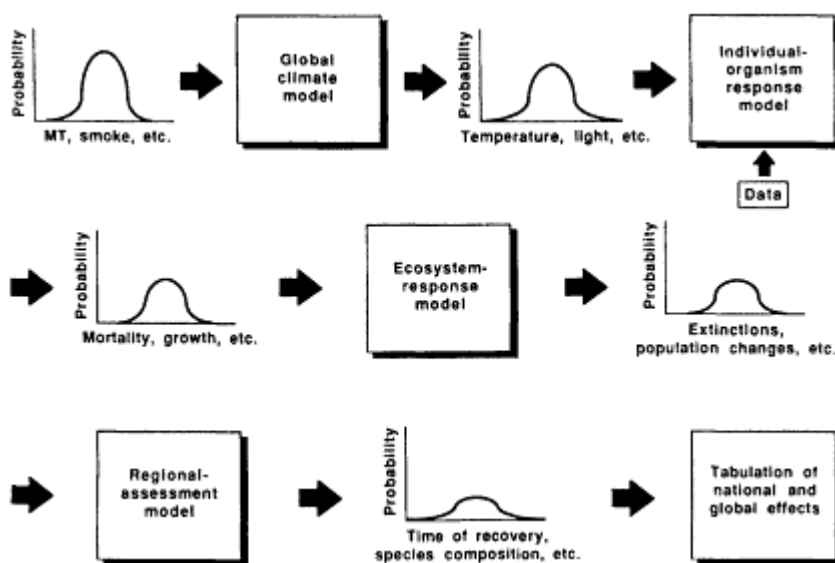 Probability
MT, smoke, etc.
Global
climate
model
Probability
Temperature, light, etc.
Individual-
organism
response
model
Data
Probability
Mortality, growth, etc.
Ecosystem-
response
model
Probability
Extinctions,
population changes, etc.
Regional-
assessment
model
Probability
Time of recovery,
species composition, etc.
Tabulation of
national and
global effects